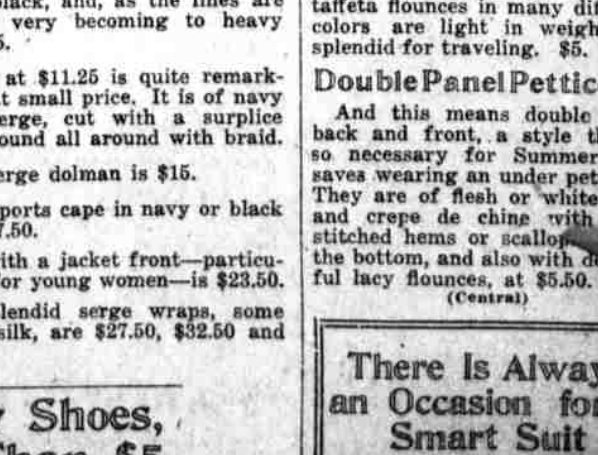 black, and, as the lines are
very becoming to heavy
at $11.25 is quite remark-
t small price. It is of navy
erge, cut with a surplice
ound all around with braid.
erge dolman is $15.
ports cape in navy or black
7.50.
ith a jacket front—particu-
or young women—is $23.50.
lendid serge wraps, some
silk, are $27.50, $32.50 and
Shoes,
$5
taffeta flounces in many dif
colors are light in weigh
splendid for traveling. $5.
Double Panel Pettic
And this means double
back and front, a style t
so necessary for Summer
saves wearing an under pet
They are of flesh or white
and crepe de chine with
stitched hems or scallop
the bottom, and also with d
ful lacy flounces, at $5.50.
(Central)
There Is Alway
an Occasion for
Smart Suit